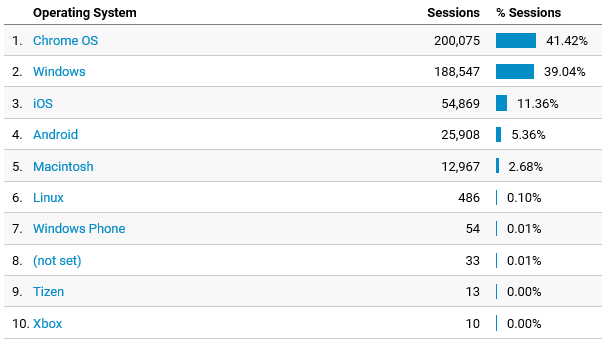 Operating System Sessions % Sessions
1. Chrome OS 200,075 41.42%
2. Windows 188,547 39.04%
3. iOS 54,869 11.36%
4. Android 25,908 5.36%
5. Macintosh 12,967 2.68%
6. Linux 486 0.10%
7. Windows Phone 54 0.01%
8. (not set) 33 0.01%
9. Tizen 13 0.00%
10. Xbox 10 0.00%